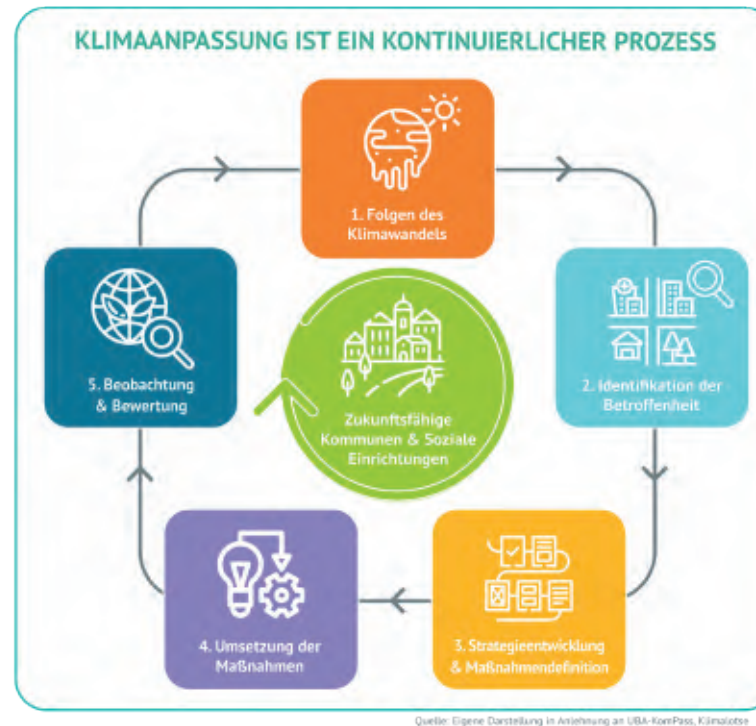 KLIMAANPASSUNG IST EIN KONTINUIERLICHER PROZESS
1. Folgen des
Klimawandels
2. Identifikation der
Betroffenheit
3. Strategieentwicklung
& Maßnahmendefinition
4. Umsetzung der
Maßnahmen
5. Beobachtung
& Bewertung
Zukunftsfähige
Kommunen & Soziale
Einrichtungen
Quelle: Eigene Darstellung in Anlehnung an UBA-KomPass, Klimalotse